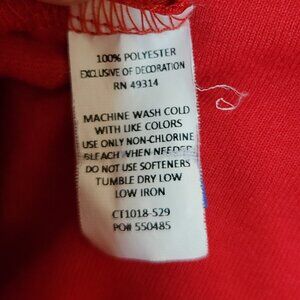 100% POLYESTER
EXCLUSIVE OF DECORATION
RN 49314
MACHINE WASH COLD
WITH LIKE COLORS
USE ONLY NON-CHLORINE
BLEACH WHEN NEEDED
DO NOT USE SOFTENERS
TUMBLE DRY LOW
LOW IRON
CT1018-529
PO# 550485